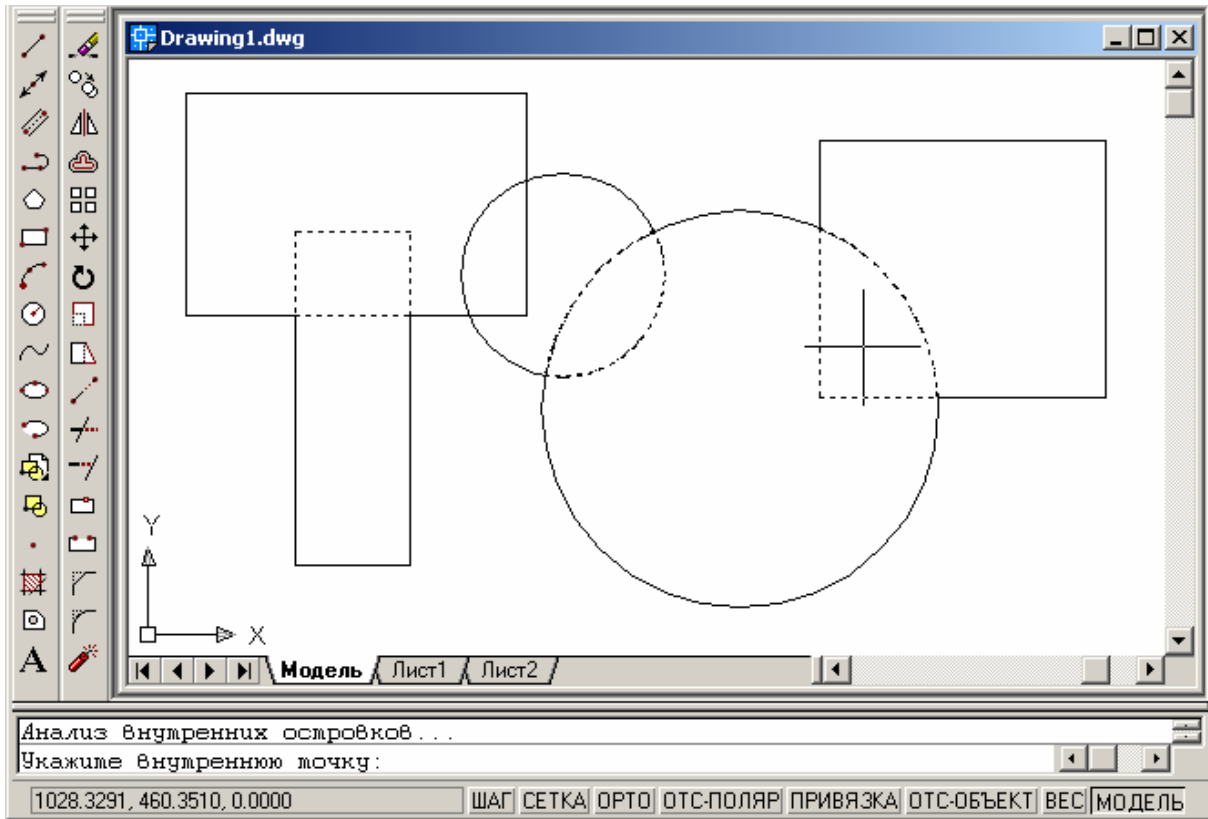 Drawing1.dwg
Y
X
A
Модель Лист1 Лист2
Анализ внутренних островков...
Укажите внутреннюю точку:
1028.3291, 460.3510, 0.0000 ШАГ СЕТКА ОРТО ОТС-ПОЛЯР ПРИВЯЗКА ОТС-ОБЪЕКТ ВЕС МОДЕЛЬ